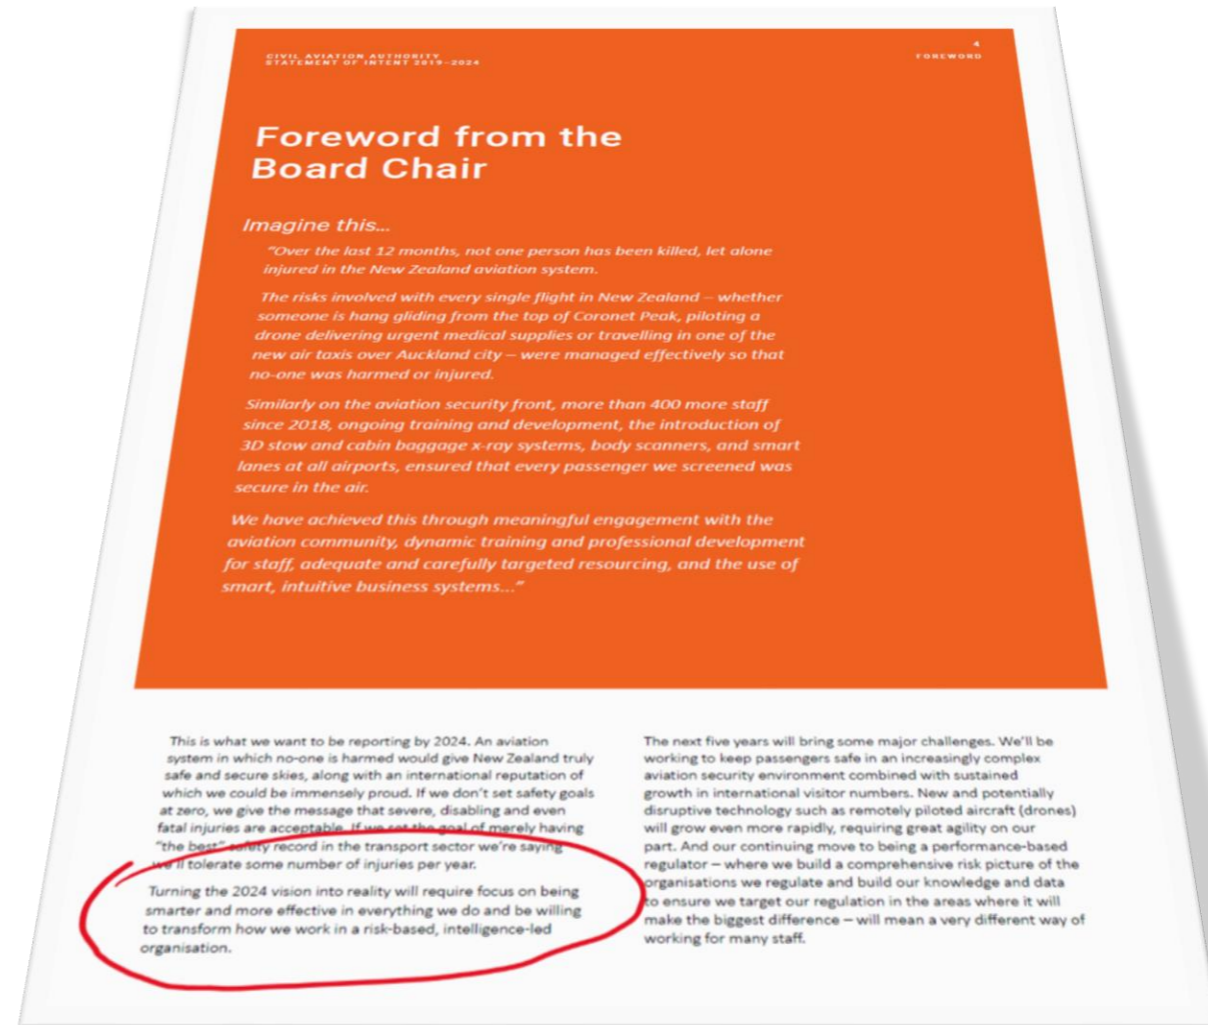 CIVIL AVIATION AUTHORITY
STATEMENT OF INTENT 2019–2024
4
FOREWORD
Foreword from the
Board Chair
Imagine this…
“Over the last 12 months, not one person has been killed, let alone
injured in the New Zealand aviation system.
The risks involved with every single flight in New Zealand – whether
someone is hang gliding from the top of Coronet Peak, piloting a
drone delivering urgent medical supplies or travelling in one of the
new air taxis over Auckland city – were managed effectively so that
no-one was harmed or injured.
Similarly on the aviation security front, more than 400 more staff
since 2018, ongoing training and development, the introduction of
3D stow and cabin baggage x-ray systems, body scanners, and smart
lanes at all airports, ensured that every passenger we screened was
secure in the air.
We have achieved this through meaningful engagement with the
aviation community, dynamic training and professional development
for staff, adequate and carefully targeted resourcing, and the use of
smart, intuitive business systems…”
This is what we want to be reporting by 2024. An aviation
system in which no-one is harmed would give New Zealand truly
safe and secure skies, along with an international reputation of
which we could be immensely proud. If we don’t set safety goals
at zero, we give the message that severe, disabling and even
fatal injuries are acceptable. If we set the goal of merely having
“the best” safety record in the transport sector we’re saying
we’ll tolerate some number of injuries per year.
Turning the 2024 vision into reality will require focus on being
smarter and more effective in everything we do and be willing
to transform how we work in a risk-based, intelligence-led
organisation.
The next five years will bring some major challenges. We’ll be
working to keep passengers safe in an increasingly complex
aviation security environment combined with sustained
growth in international visitor numbers. New and potentially
disruptive technology such as remotely piloted aircraft (drones)
will grow even more rapidly, requiring great agility on our
part. And our continuing move to being a performance-based
regulator – where we build a comprehensive risk picture of the
organisations we regulate and build our knowledge and data
to ensure we target our regulation in the areas where it will
make the biggest difference – will mean a very different way of
working for many staff.